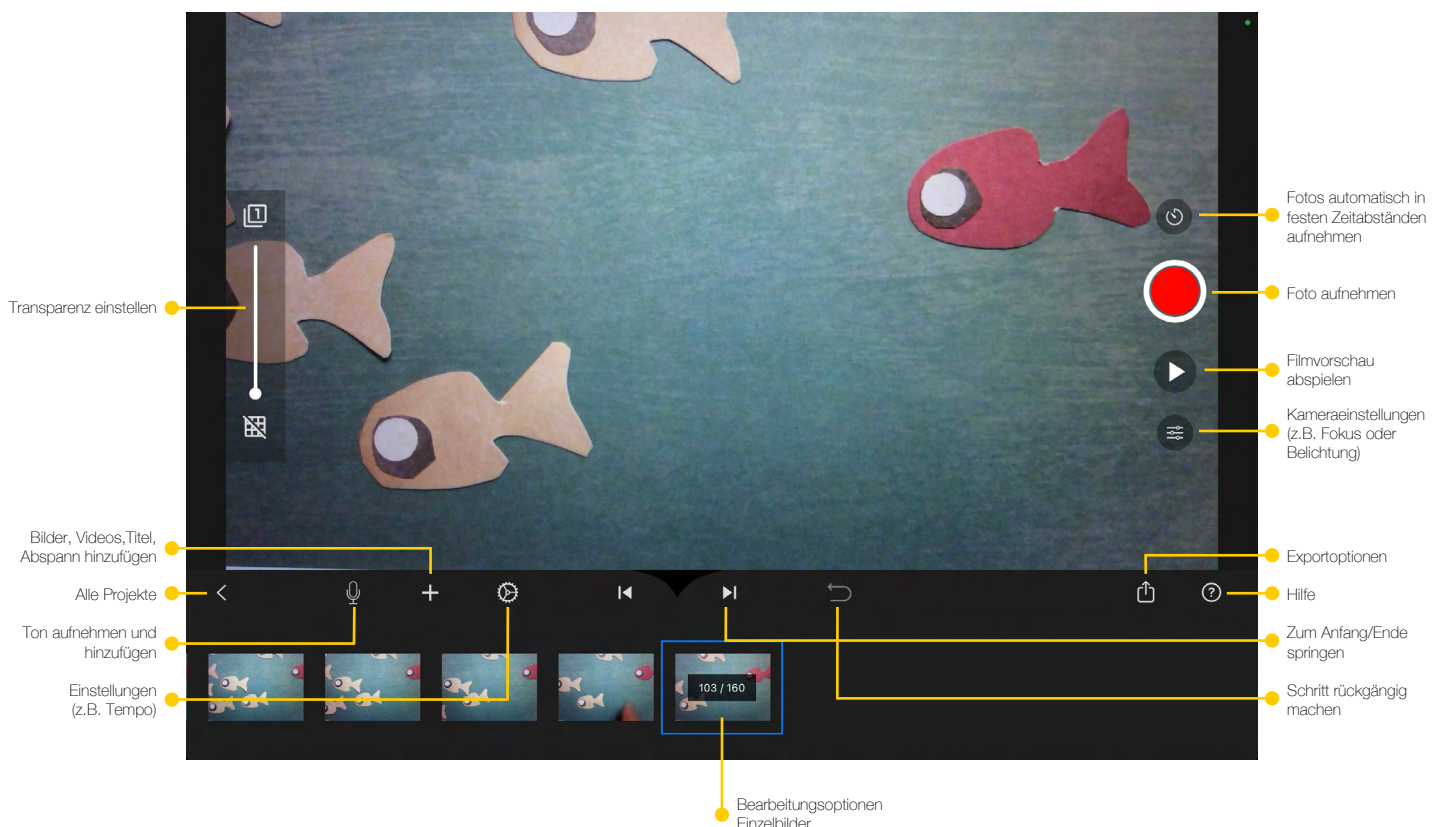 1
Transparenz einstellen
Bilder, Videos,Titel,
Abspann hinzufügen
Alle Projekte
Ton aufnehmen und
hinzufügen
Einstellungen
(z.B. Tempo)
Fotos automatisch in
festen Zeitabständen
aufnehmen
Foto aufnehmen
Filmvorschau
abspielen
Kameraeinstellungen
(z.B. Fokus oder
Belichtung)
Exportoptionen
?
Hilfe
Zum Anfang/Ende
springen
Schritt rückgängig
machen
103 / 160
Bearbeitungsoptionen
Einzelbilder